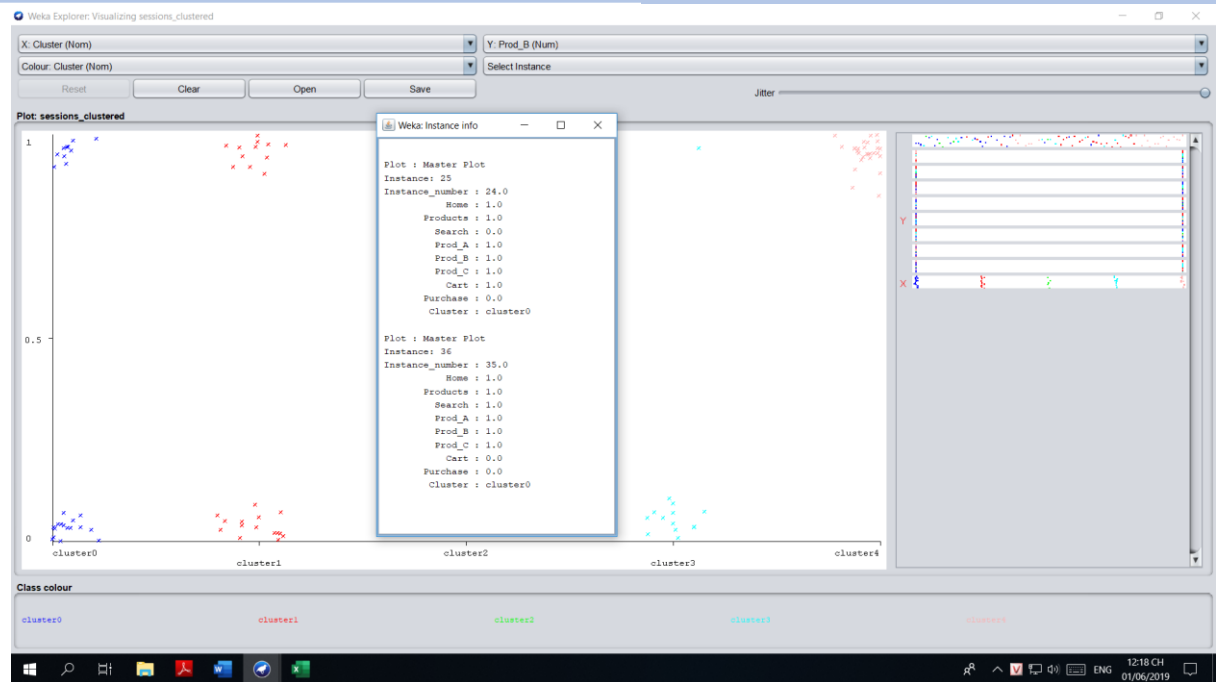 Weka Explorer: Visualizing sessions_clustered
X: Cluster (Nom)
Y: Prod_B (Num)
Colour: Cluster (Nom)
Select Instance
Reset
Clear
Open
Save
Jitter
Plot: sessions_clustered
1
0.5
0
cluster0
cluster1
cluster2
cluster3
cluster4
Weka: Instance info
Plot : Master Plot
Instance: 25
Instance_number : 24.0
Home : 1.0
Products : 1.0
Search : 0.0
Prod_A : 1.0
Prod_B : 1.0
Prod_C : 1.0
Cart : 1.0
Purchase : 0.0
Cluster : cluster0
Plot : Master Plot
Instance: 36
Instance_number : 35.0
Home : 1.0
Products : 1.0
Search : 1.0
Prod_A : 1.0
Prod_B : 1.0
Prod_C : 1.0
Cart : 0.0
Purchase : 0.0
Cluster : cluster0
Y
X
Class colour
cluster0
cluster1
cluster2
cluster3
cluster4
ENG
12:18 CH
01/06/2019